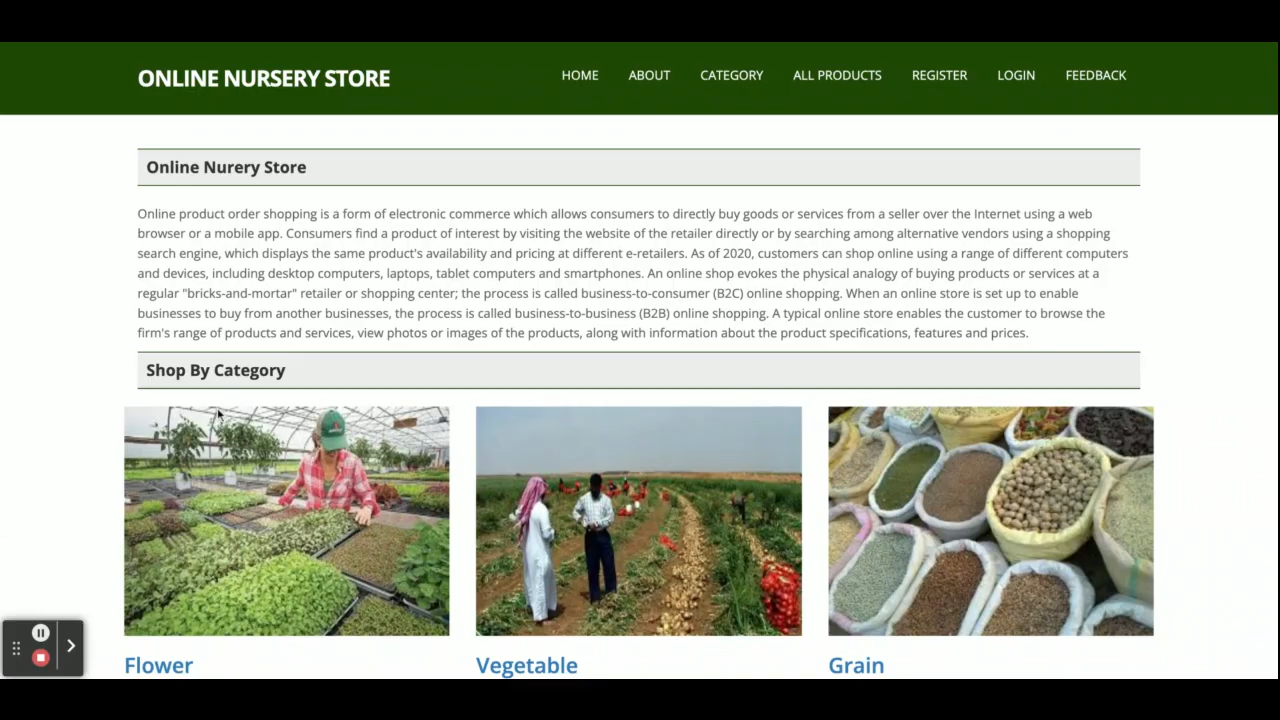 ONLINE NURSERY STORE
HOME ABOUT CATEGORY ALL PRODUCTS REGISTER LOGIN FEEDBACK
Online Nurery Store
Online product order shopping is a form of electronic commerce which allows consumers to directly buy goods or services from a seller over the Internet using a web
browser or a mobile app. Consumers find a product of interest by visiting the website of the retailer directly or by searching among alternative vendors using a shopping
search engine, which displays the same product's availability and pricing at different e-retailers. As of 2020, customers can shop online using a range of different computers
and devices, including desktop computers, laptops, tablet computers and smartphones. An online shop evokes the physical analogy of buying products or services at a
regular "bricks-and-mortar" retailer or shopping center; the process is called business-to-consumer (B2C) online shopping. When an online store is set up to enable
businesses to buy from another businesses, the process is called business-to-business (B2B) online shopping. A typical online store enables the customer to browse the
firm's range of products and services, view photos or images of the products, along with information about the product specifications, features and prices.
Shop By Category
Flower
Vegetable
Grain